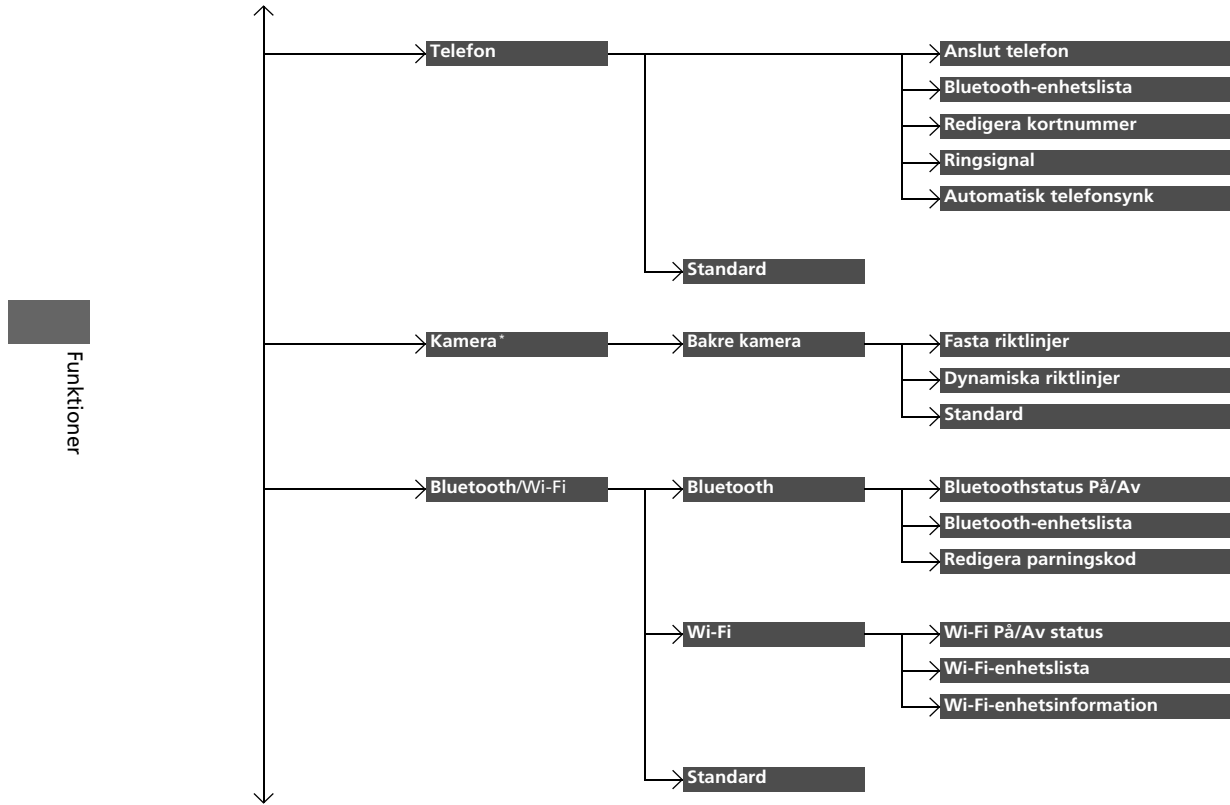 Telefon
Anslut telefon
Bluetooth-enhetslista
Redigera kortnummer
Ringsignal
Automatisk telefonsynk
Standard
Kamera*
Bakre kamera
Fasta riktlinjer
Dynamiska riktlinjer
Standard
Bluetooth/Wi-Fi
Bluetooth
Bluetoothstatus På/Av
Bluetooth-enhetslista
Redigera parningskod
Wi-Fi
Wi-Fi På/Av status
Wi-Fi-enhetslista
Wi-Fi-enhetsinformation
Standard
Funktioner